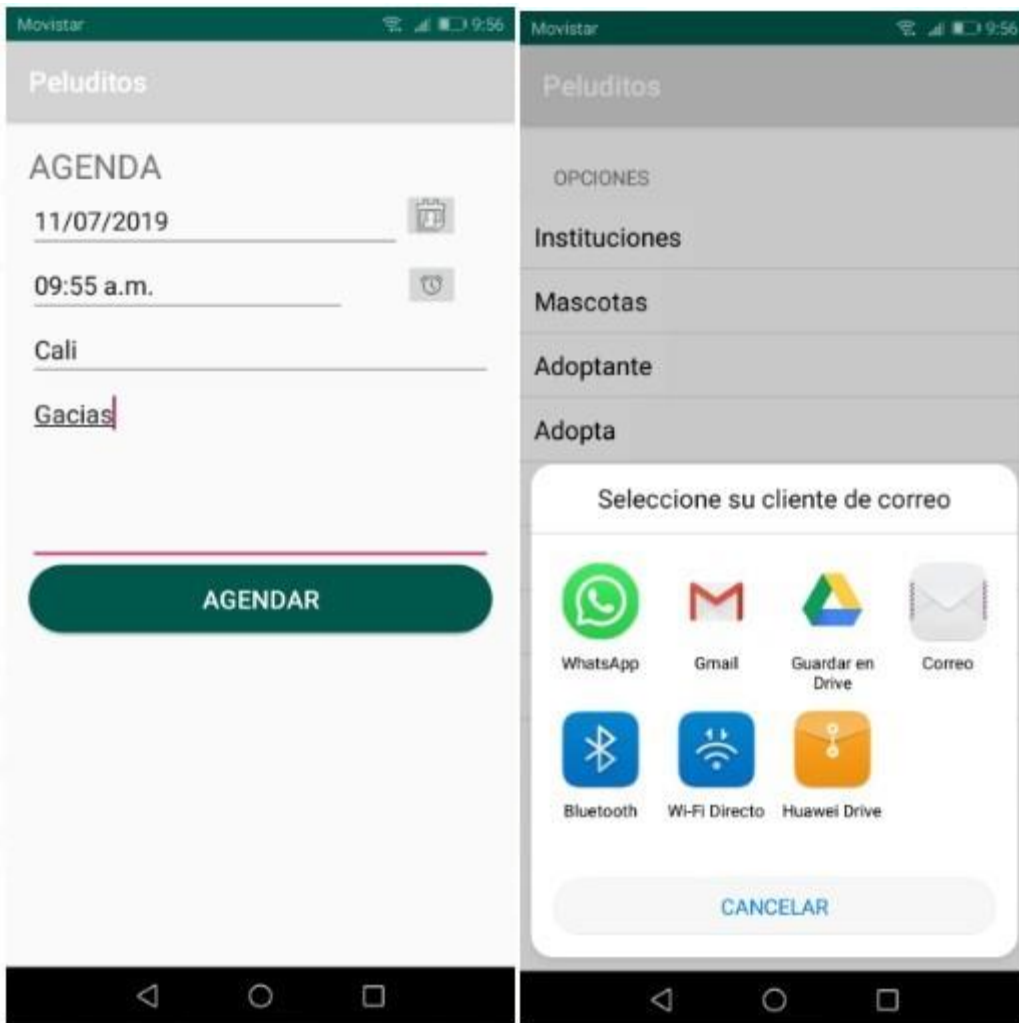 Movistar 9:56
Peluditos
AGENDA
11/07/2019
09:55 a.m.
Cali
Gacias
AGENDAR
Movistar 9:56
Peluditos
OPCIONES
Instituciones
Mascotas
Adoptante
Adopta
Seleccione su cliente de correo
WhatsApp Gmail Guardar en Drive Correo
Bluetooth Wi-Fi Directo Huawei Drive
CANCELAR